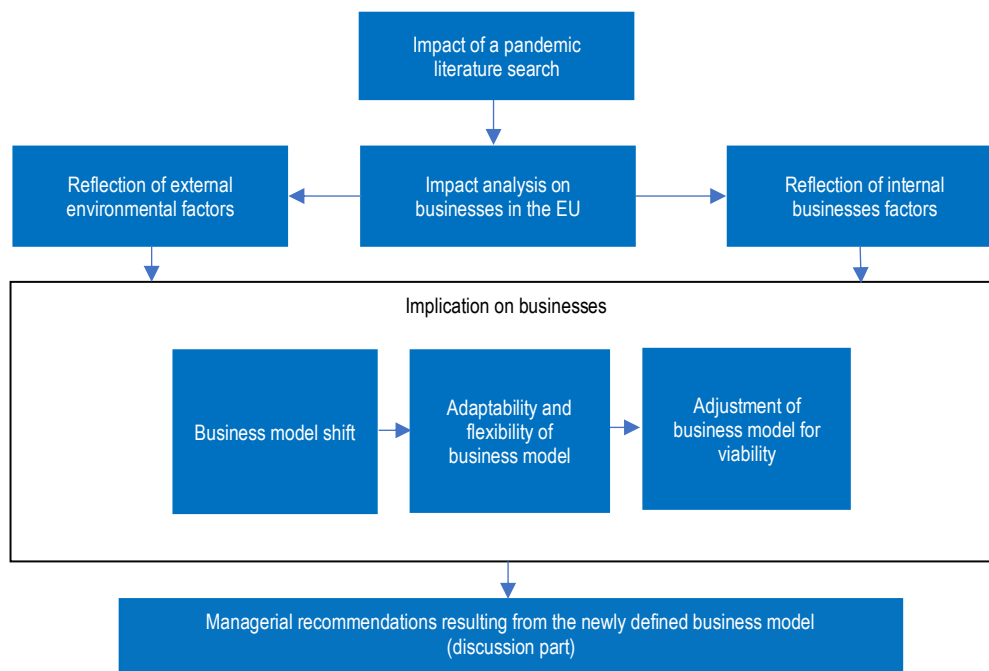 Impact of a pandemic
literature search
Reflection of external
environmental factors
Impact analysis on
businesses in the EU
Reflection of internal
businesses factors
Implication on businesses
Business model shift
Adaptability and
flexibility of
business model
Adjustment of
business model for
viability
Managerial recommendations resulting from the newly defined business model
(discussion part)